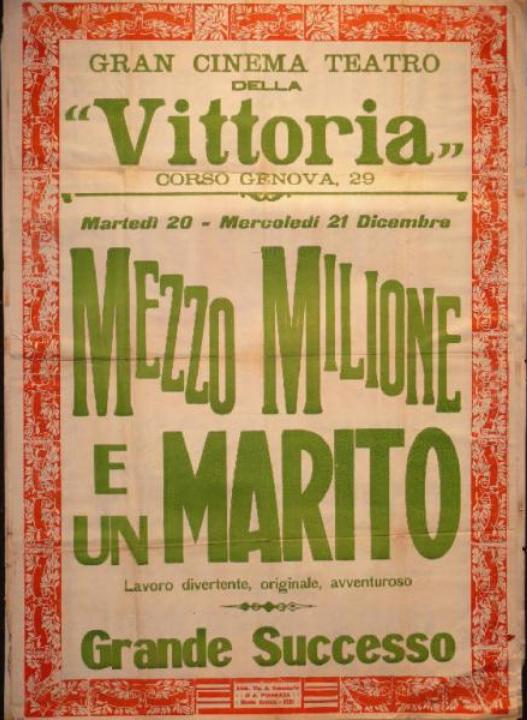 GRAN CINEMA TEATRO
DELLA
"Vittoria„
CORSO GENOVA, 29
Martedì 20 - Mercoledì 21 Dicembre
MEZZO MILIONE
E
UN MARITO
Lavoro divertente, originale, avventuroso
Grande Successo